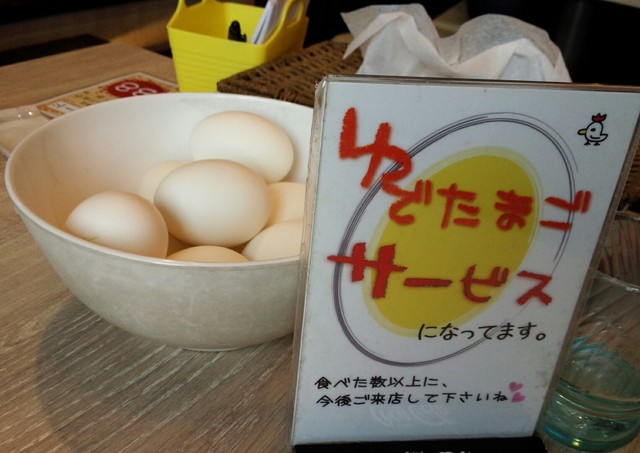 ゆでたまご
サービス
になってます。
食べた数以上に、
今後ご来店して下さいね
88